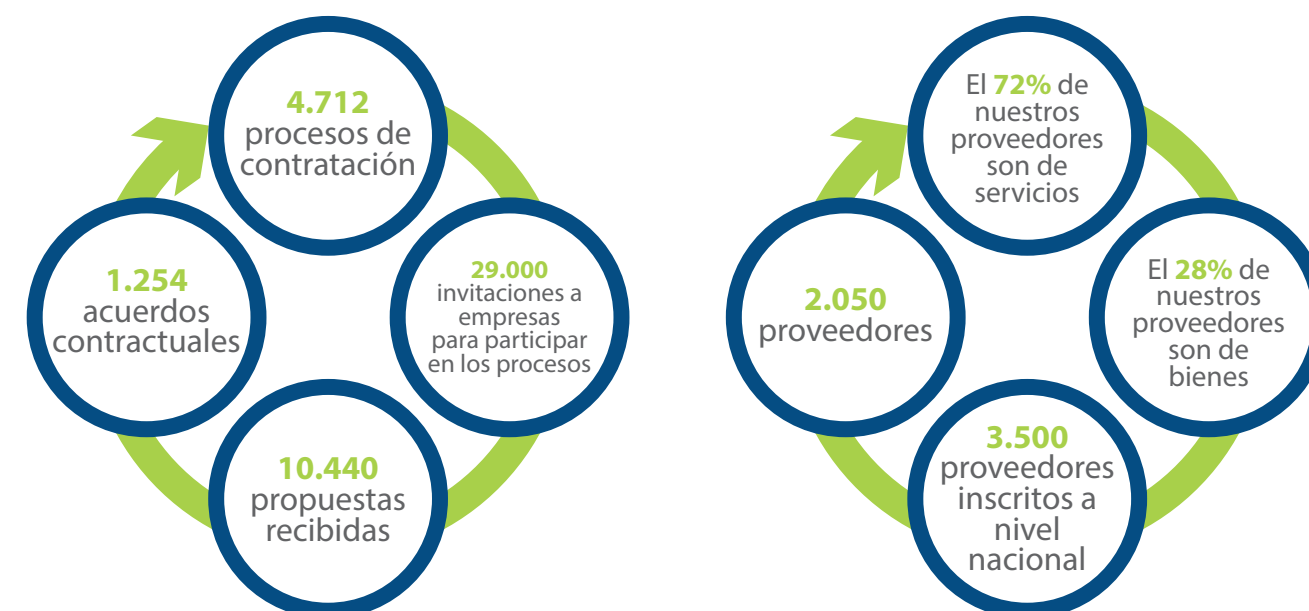 4.712
procesos de
contratación
29.000
invitaciones a
empresas
para participar
en los procesos
10.440
propuestas
recibidas
1.254
acuerdos
contractuales
El 72% de
nuestros
proveedores
son de
servicios
El 28% de
nuestros
proveedores
son de
bienes
3.500
proveedores
inscritos a
nivel
nacional
2.050
proveedores